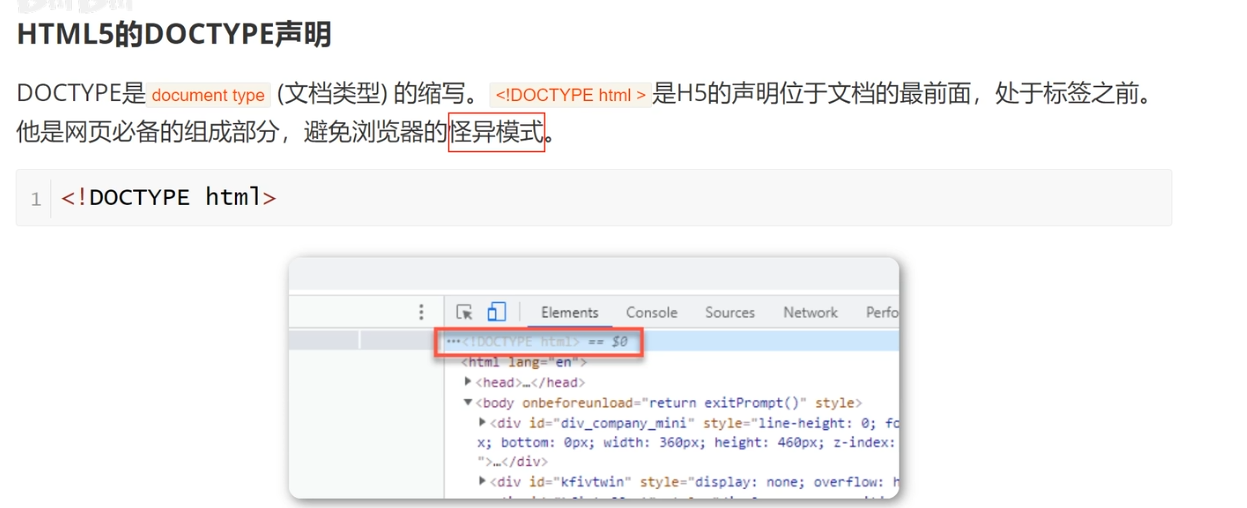 HTML5的DOCTYPE声明
DOCTYPE是 document type (文档类型) 的缩写。 <!DOCTYPE html > 是H5的声明位于文档的最前面，处于标签之前。
他是网页必备的组成部分，避免浏览器的怪异模式。
1 <!DOCTYPE html>
Elements Console Sources Network Perfo
…<!DOCTYPE html> == $0
<html lang="en">
<head>…</head>
<body onbeforeunload="return exitPrompt()" style>
<div id="div_company_mini" style="line-height: 0; fo
x; bottom: 0px; width: 360px; height: 460px; z-index:
">…</div>
<div id="kfivtwin" style="display: none; overflow: h